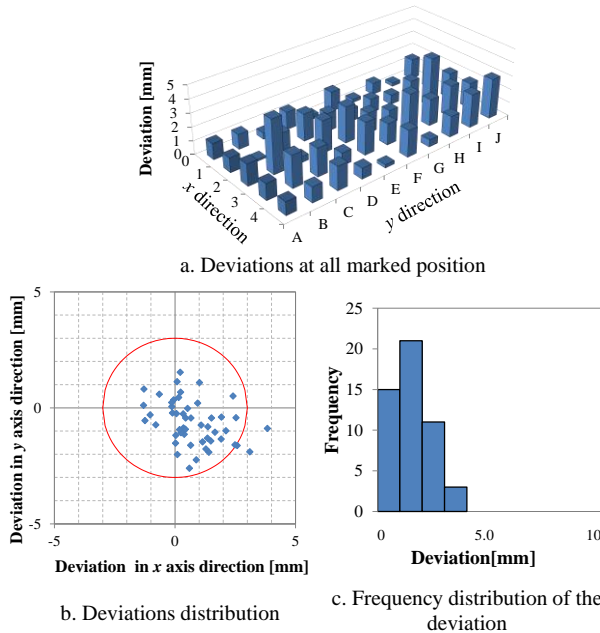 Deviation [mm]
5
4
3
2
1
0
0
1
2
3
4
x direction
A
B
C
D
E
F
G
H
I
J
y direction
a. Deviations at all marked position
Deviation in y axis direction [mm]
5
0
-5
-5
0
5
Deviation in x axis direction [mm]
b. Deviations distribution
Frequency
25
20
15
10
5
0
0
5.0
10
Deviation[mm]
c. Frequency distribution of the
deviation